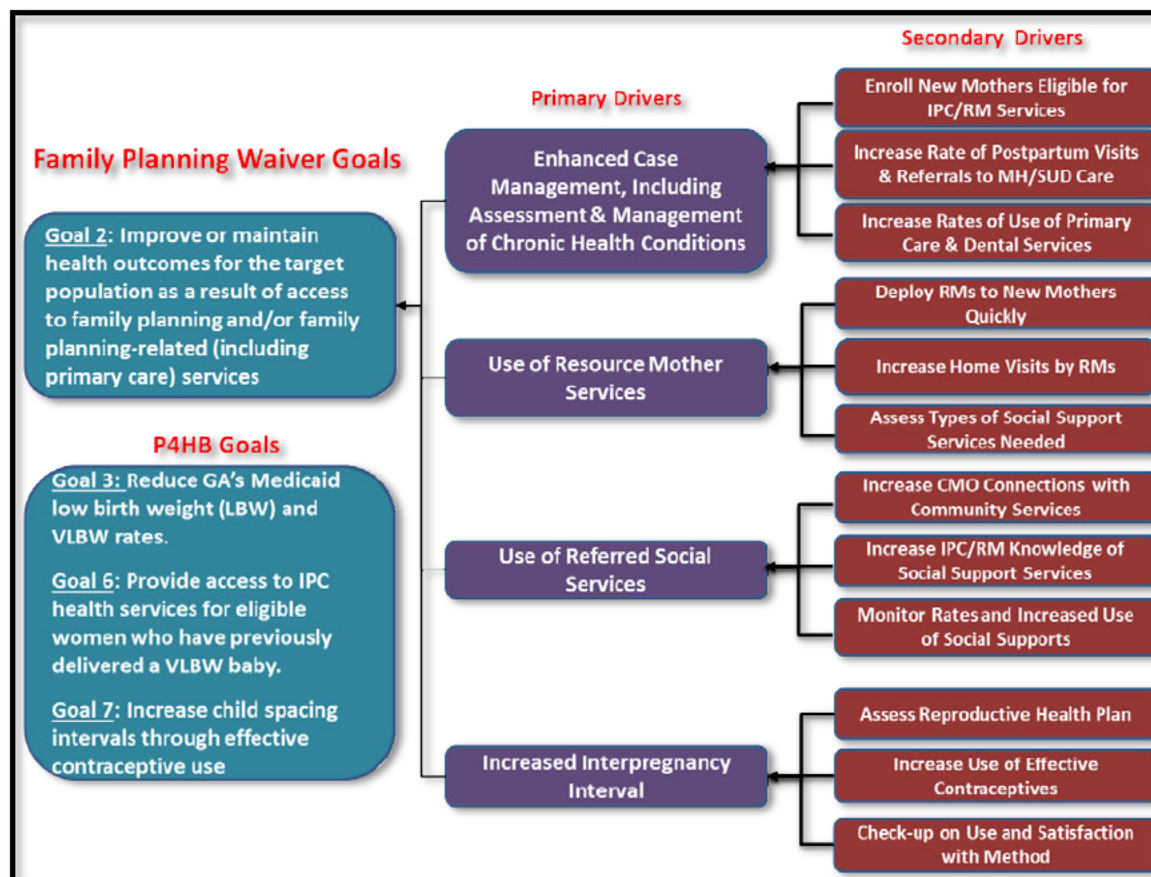 Secondary Drivers
Primary Drivers
Family Planning Waiver Goals
Goal 2: Improve or maintain
health outcomes for the target
population as a result of access
to family planning and/or family
planning-related (including
primary care) services
P4HB Goals
Goal 3: Reduce GA's Medicaid
low birth weight (LBW) and
VLBW rates.
Goal 6: Provide access to IPC
health services for eligible
women who have previously
delivered a VLBW baby.
Goal 7: Increase child spacing
intervals through effective
contraceptive use
Enhanced Case
Management, Including
Assessment & Management
of Chronic Health Conditions
Use of Resource Mother
Services
Use of Referred Social
Services
Increased Interpregnancy
Interval
Enroll New Mothers Eligible for
IPC/RM Services
Increase Rate of Postpartum Visits
& Referrals to MH/SUD Care
Increase Rates of Use of Primary
Care & Dental Services
Deploy RMs to New Mothers
Quickly
Increase Home Visits by RMs
Assess Types of Social Support
Services Needed
Increase CMO Connections with
Community Services
Increase IPC/RM Knowledge of
Social Support Services
Monitor Rates and Increased Use
of Social Supports
Assess Reproductive Health Plan
Increase Use of Effective
Contraceptives
Check-up on Use and Satisfaction
with Method